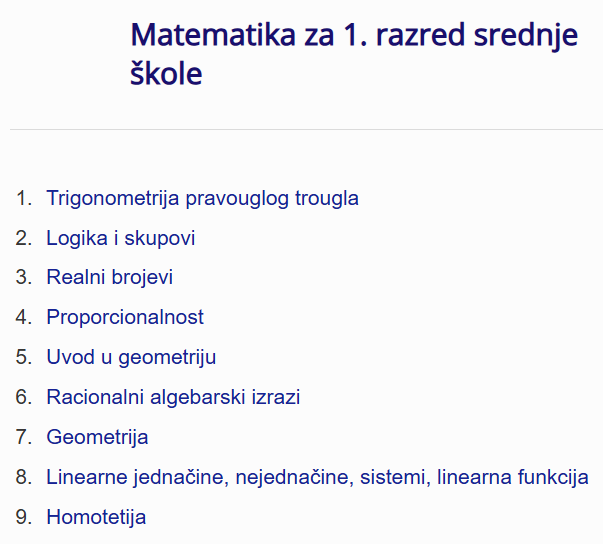 Matematika za 1. razred srednje
škole
1. Trigonometrija pravouglog trougla
2. Logika i skupovi
3. Realni brojevi
4. Proporcionalnost
5. Uvod u geometriju
6. Racionalni algebarski izrazi
7. Geometrija
8. Linearne jednačine, nejednačine, sistemi, linearna funkcija
9. Homotetija